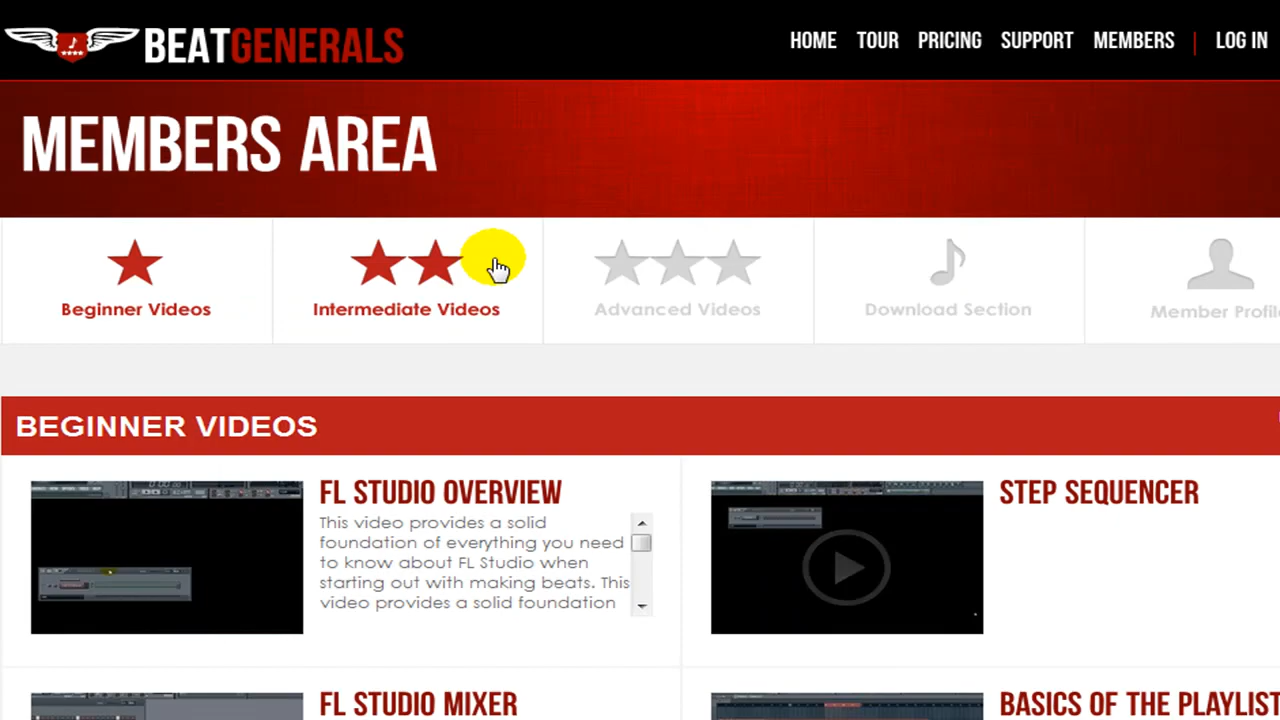 BEATGENERALS
HOME TOUR PRICING SUPPORT MEMBERS | LOG IN
MEMBERS AREA
Beginner Videos
Intermediate Videos
Advanced Videos
Download Section
Member Profil
BEGINNER VIDEOS
FL STUDIO OVERVIEW
This video provides a solid
foundation of everything you need
to know about FL Studio when
starting out with making beats. This
video provides a solid foundation
STEP SEQUENCER
FL STUDIO MIXER
BASICS OF THE PLAYLIST